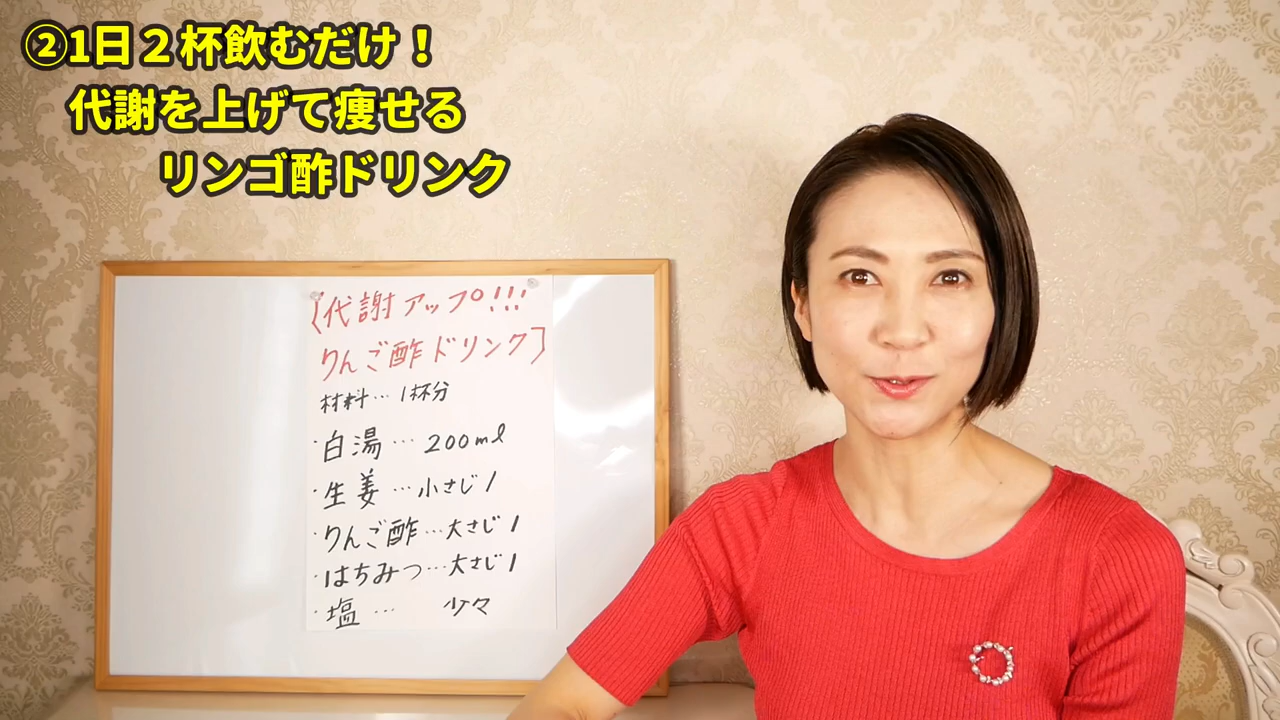 ②1日２杯飲むだけ！
代謝を上げて痩せる
リンゴ酢ドリンク
〔代謝アップ!!!
りんご酢ドリンク〕
材料…1杯分
・白湯…200ml
・生姜…小さじ1
・りんご酢…大さじ1
・はちみつ…大さじ1
・塩…少々